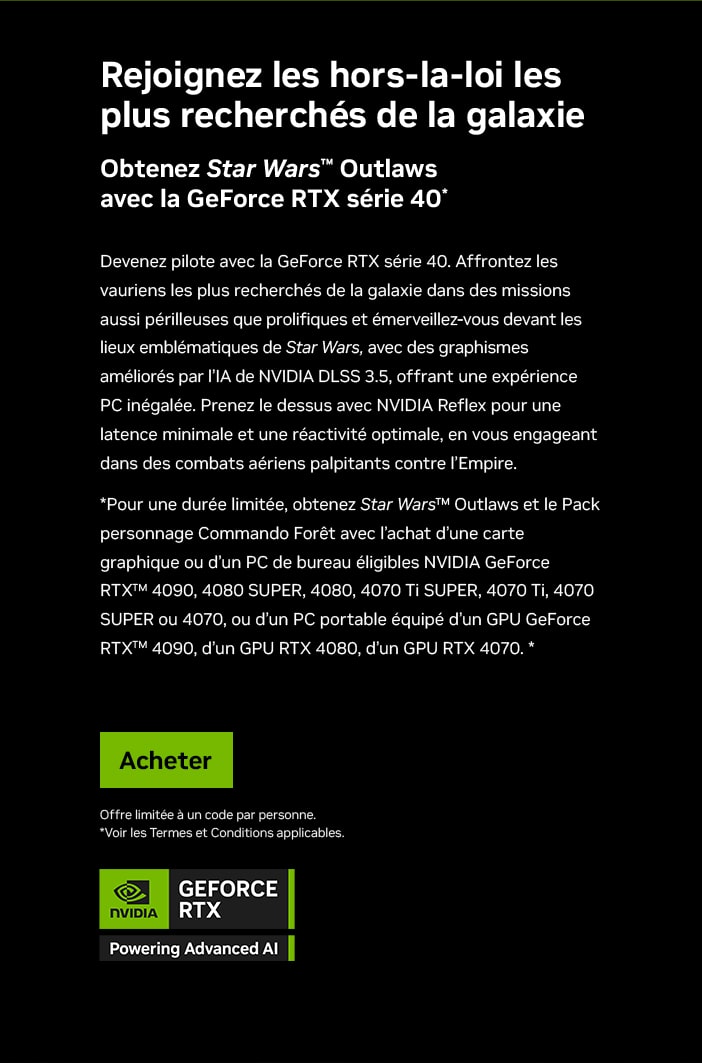 Rejoignez les hors-la-loi les
plus recherchés de la galaxie
Obtenez Star Wars™ Outlaws
avec la GeForce RTX série 40*
Devenez pilote avec la GeForce RTX série 40. Affrontez les
vauriens les plus recherchés de la galaxie dans des missions
aussi périlleuses que prolifiques et émerveillez-vous devant les
lieux emblématiques de Star Wars, avec des graphismes
améliorés par l'IA de NVIDIA DLSS 3.5, offrant une expérience
PC inégalée. Prenez le dessus avec NVIDIA Reflex pour une
latence minimale et une réactivité optimale, en vous engageant
dans des combats aériens palpitants contre l'Empire.
*Pour une durée limitée, obtenez Star Wars™ Outlaws et le Pack
personnage Commando Forêt avec l'achat d'une carte
graphique ou d'un PC de bureau éligibles NVIDIA GeForce
RTX™ 4090, 4080 SUPER, 4080, 4070 Ti SUPER, 4070 Ti, 4070
SUPER ou 4070, ou d'un PC portable équipé d'un GPU GeForce
RTX™ 4090, d'un GPU RTX 4080, d'un GPU RTX 4070. *
Acheter
Offre limitée à un code par personne.
*Voir les Termes et Conditions applicables.
NVIDIA
GEFORCE
RTX
Powering Advanced AI